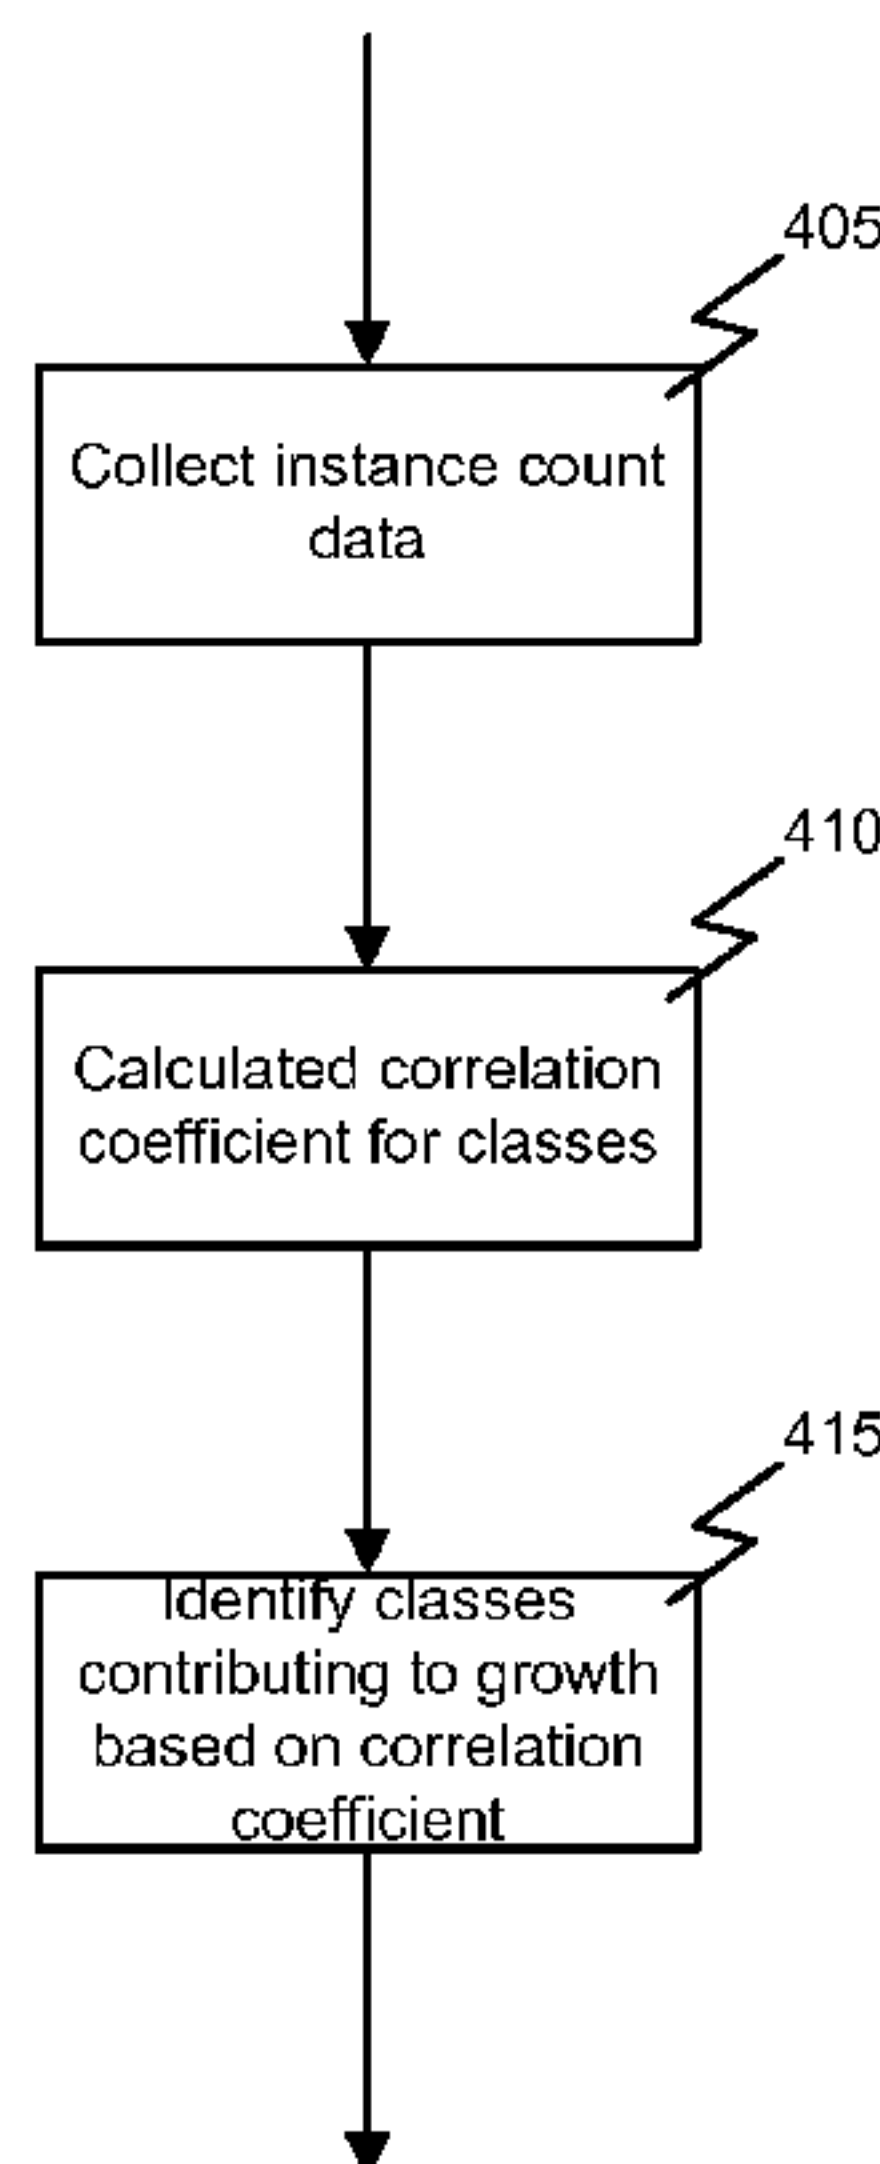 405
Collect instance count
data
410
Calculated correlation
coefficient for classes
415
Identify classes
contributing to growth
based on correlation
coefficient